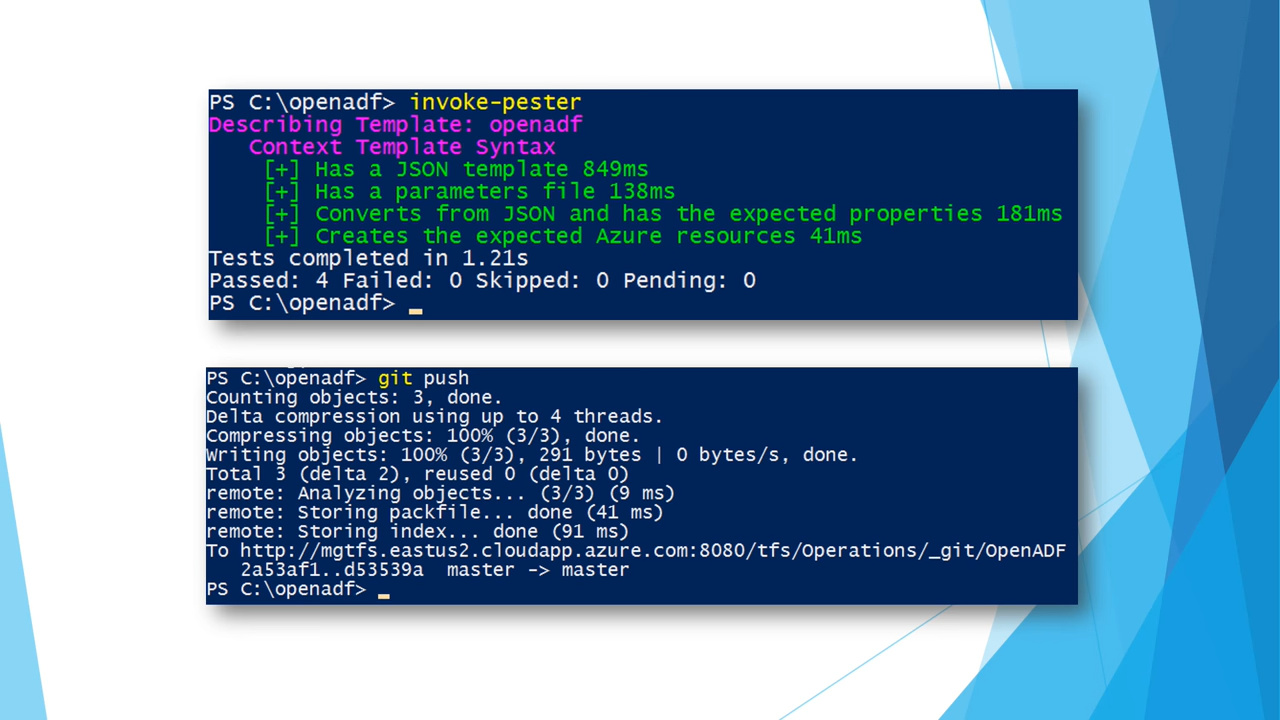 PS C:\openadf> invoke-pester
Describing Template: openadf
Context Template Syntax
[+] Has a JSON template 849ms
[+] Has a parameters file 138ms
[+] Converts from JSON and has the expected properties 181ms
[+] Creates the expected Azure resources 41ms
Tests completed in 1.21s
Passed: 4 Failed: 0 Skipped: 0 Pending: 0
PS C:\openadf> _
PS C:\openadf> git push
Counting objects: 3, done.
Delta compression using up to 4 threads.
Compressing objects: 100% (3/3), done.
Writing objects: 100% (3/3), 291 bytes | 0 bytes/s, done.
Total 3 (delta 2), reused 0 (delta 0)
remote: Analyzing objects... (3/3) (9 ms)
remote: Storing packfile... done (41 ms)
remote: Storing index... done (91 ms)
To http://mgtfs.eastus2.cloudapp.azure.com:8080/tfs/Operations/_git/OpenADF
2a53af1..d53539a  master -> master
PS C:\openadf> _